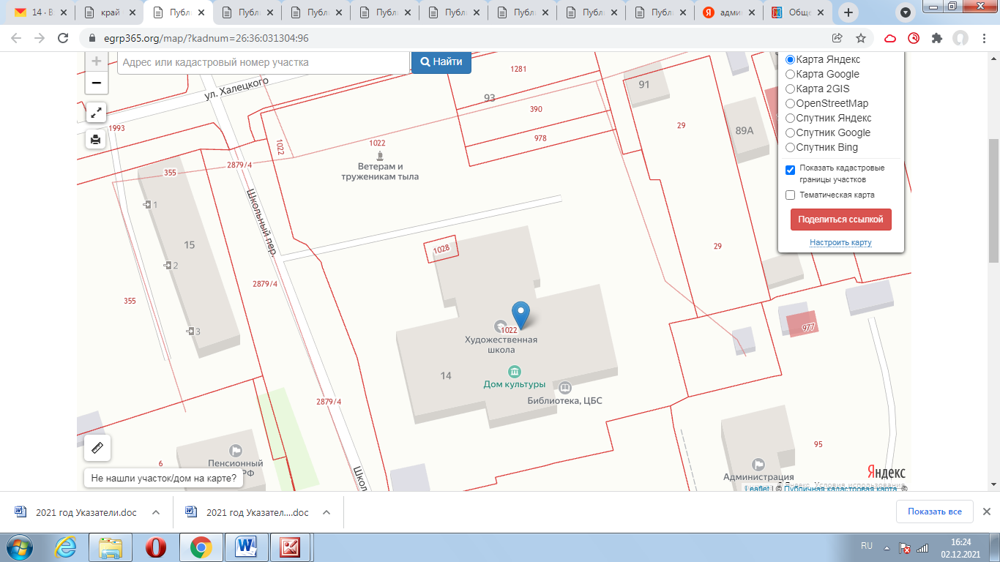 14 · В
край
Публ
Публ
Публ
Публ
Публ
Публ
Публ
Публ
адми
Обще
egrp365.org/map/?kadnum=26:36:031304:96
Адрес или кадастровый номер участка
Найти
Карта Яндекс
Карта Google
Карта 2GIS
OpenStreetMap
Спутник Яндекс
Спутник Google
Спутник Bing
Показать кадастровые
границы участков
Тематическая карта
Поделиться ссылкой
Настроить карту
ул. Халецкого
1281
93
91
390
29
89А
978
1993
1022
1022
2879/4
355
Ветерам и
труженикам тыла
1
Школьный пер.
15
1028
29
2
2879/4
355
977
3
1022
Художественная
школа
14
Дом культуры
Библиотека, ЦБС
2879/4
95
6
Пенсионный
РФ
Школ
Администрация
Яндекс
Не нашли участок/дом на карте?
Leaflet | © Публичная кадастровая карта, ©
Яндекс Условия использования
2021 год Указатели.doc
2021 год Указател....doc
Показать все
RU
16:24
02.12.2021